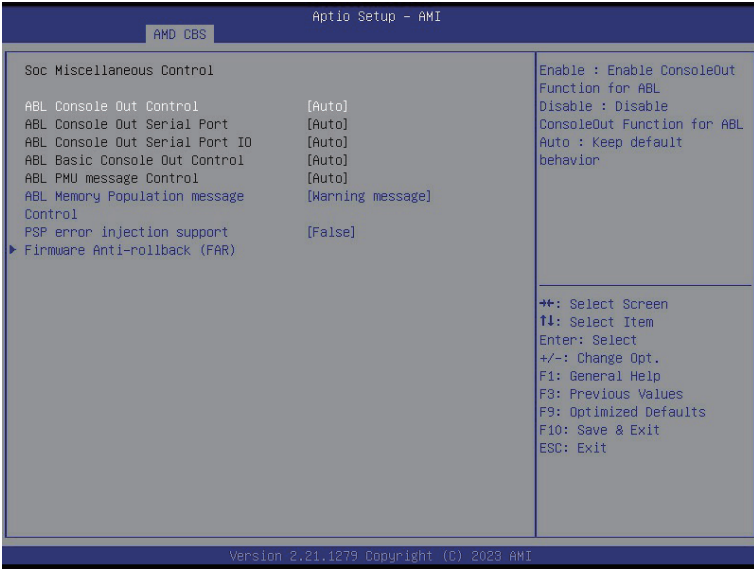 Aptio Setup – AMI
AMD CBS
Soc Miscellaneous Control
ABL Console Out Control [Auto]
ABL Console Out Serial Port [Auto]
ABL Console Out Serial Port IO [Auto]
ABL Basic Console Out Control [Auto]
ABL PMU message Control [Auto]
ABL Memory Population message [Warning message]
Control
PSP error injection support [False]
▶ Firmware Anti-rollback (FAR)
Enable : Enable ConsoleOut
Function for ABL
Disable : Disable
ConsoleOut Function for ABL
Auto : Keep default
behavior
→←: Select Screen
↑↓: Select Item
Enter: Select
+/-: Change Opt.
F1: General Help
F3: Previous Values
F9: Optimized Defaults
F10: Save & Exit
ESC: Exit
Version 2.21.1279 Copyright (C) 2023 AMI